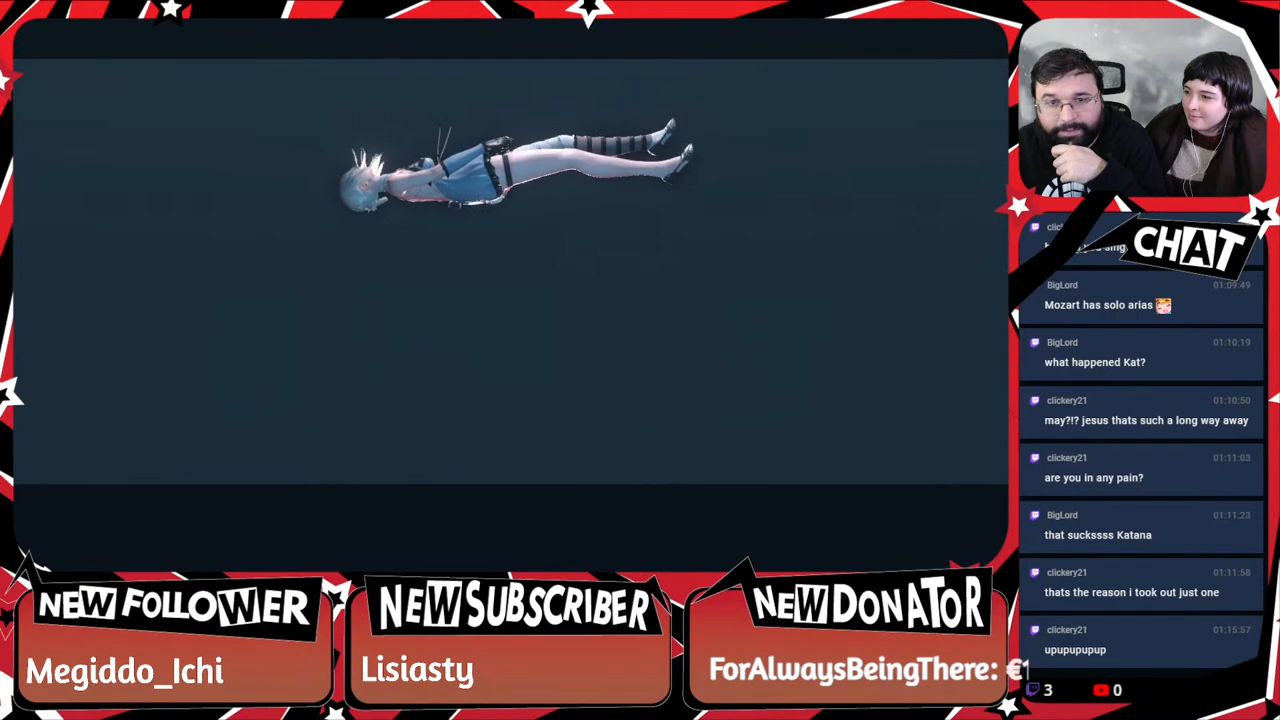 CHAT
BigLord 01:09:49
Mozart has solo arias
BigLord 01:10:19
what happened Kat?
clickery21 01:10:50
may?!? jesus thats such a long way away
clickery21 01:11:03
are you in any pain?
BigLord 01:11:23
that suckssss Katana
clickery21 01:11:58
thats the reason i took out just one
clickery21 01:15:57
upupupupup
3 0
NEW FOLLOWER
Megiddo_Ichi
NEW SUBSCRIBER
Lisiasty
NEW DONATOR
ForAlwaysBeingThere: €1